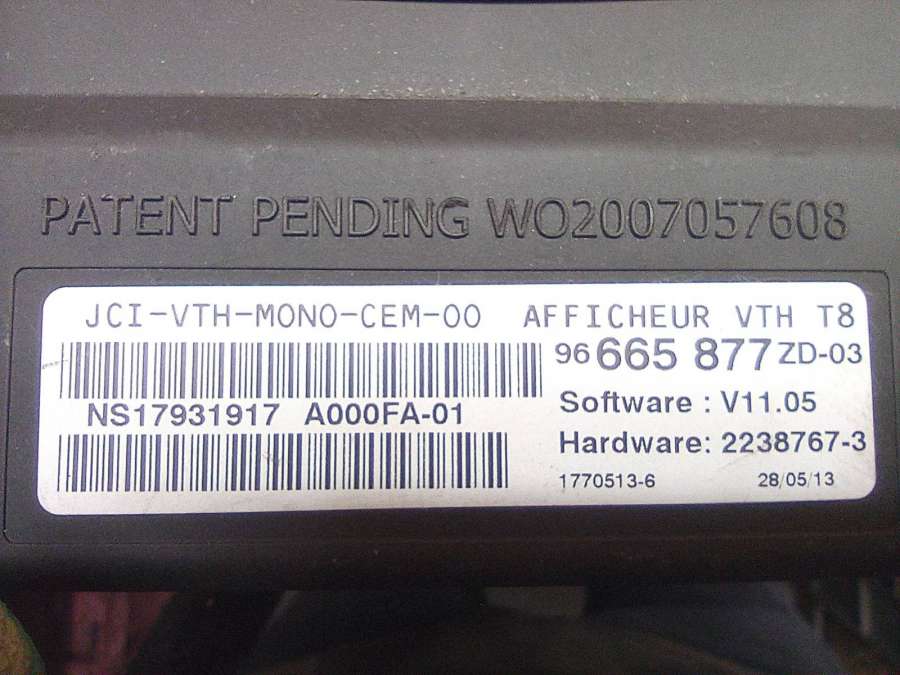 PATENT PENDING WO2007057608
JCI-VTH-MONO-CEM-00 AFFICHEUR VTH T8
96 665 877 ZD-03
NS17931917 A000FA-01
Software : V11.05
Hardware: 2238767-3
1770513-6 28/05/13